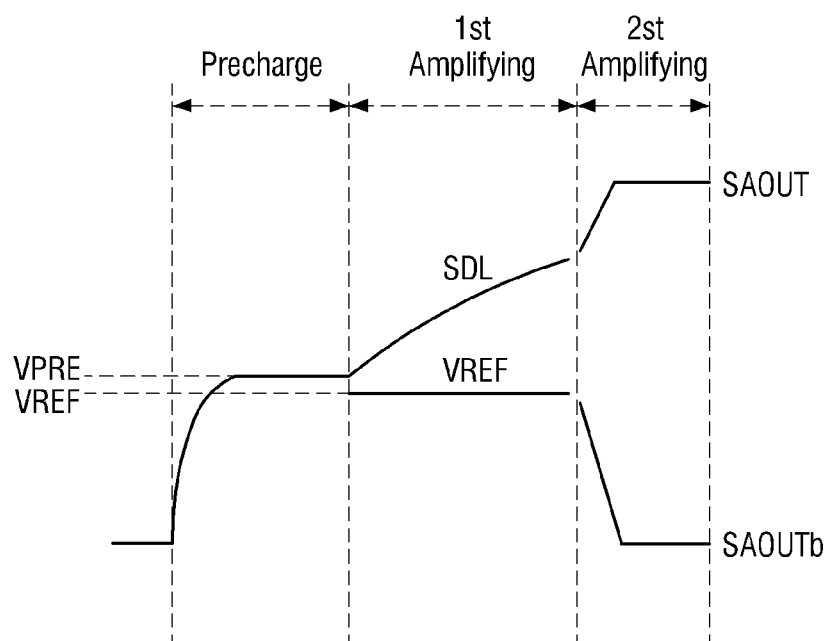 Precharge
1st
Amplifying
2st
Amplifying
SAOUT
SDL
VPRE
VREF
VREF
SAOUTb